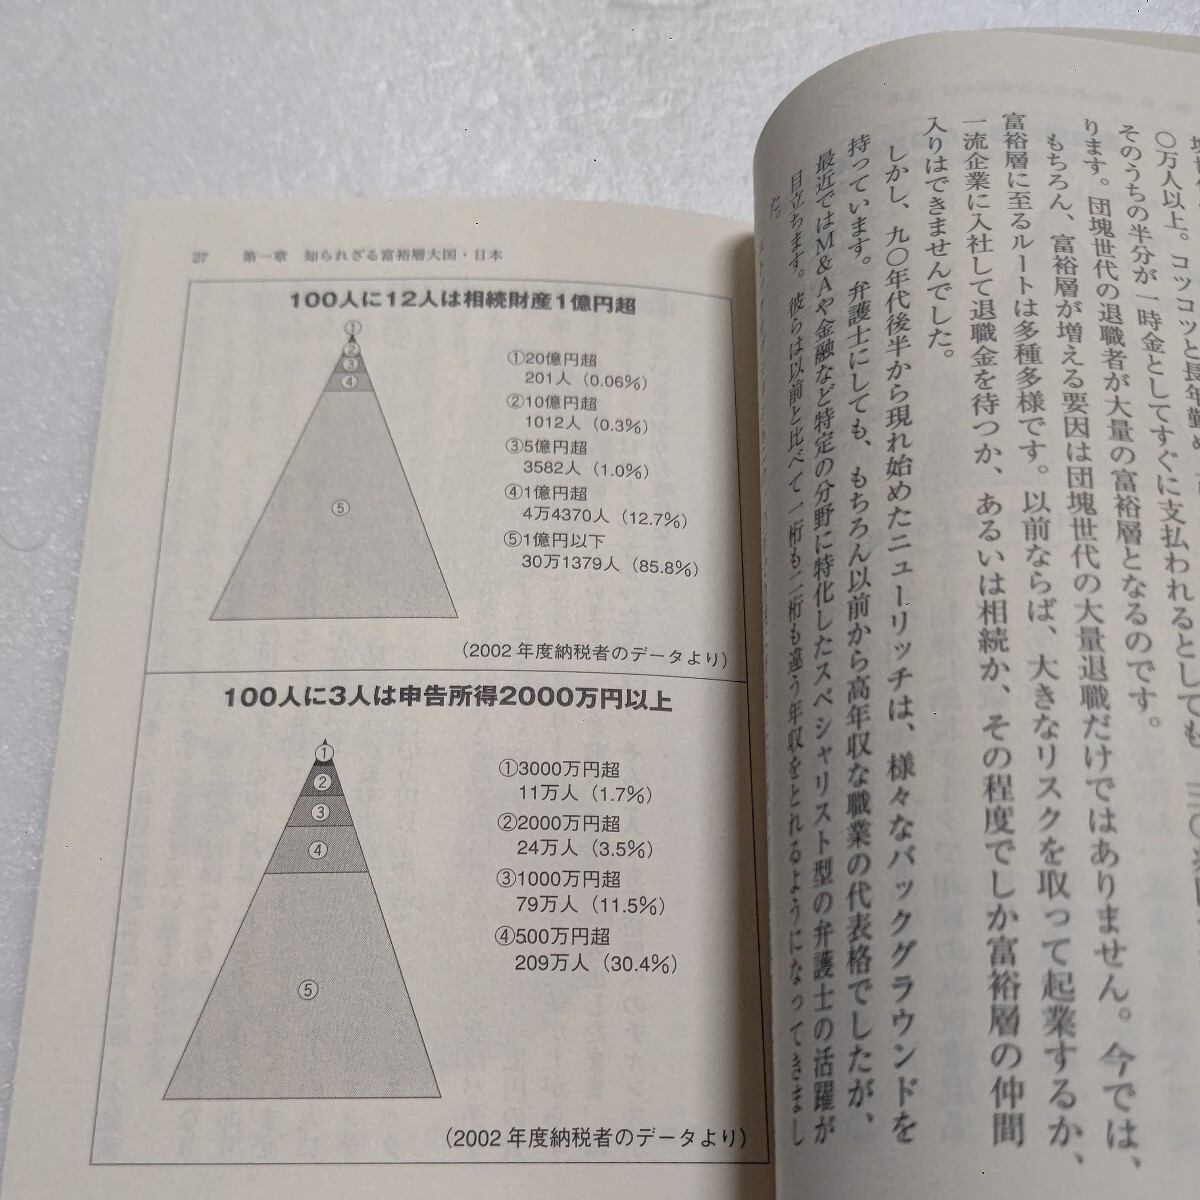 〇万人以上。コッコツと長年勤め
そのうちの半分が一時金としてすぐに支払われるとしても、三〇
ります。団塊世代の退職者が大量の富裕層となるのです。
もちろん、富裕層が増える要因は団塊世代の大量退職だけではありません。今では、
富裕層に至るルートは多種多様です。以前ならば、大きなリスクを取って起業するか、
一流企業に入社して退職金を待つか、あるいは相続か、その程度でしか富裕層の仲間
入りはできませんでした。
しかし、九〇年代後半から現れ始めたニューリッチは、様々なバックグラウンドを
持っています。弁護士にしても、もちろん以前から高年収な職業の代表格でしたが、
最近ではM&Aや金融など特定の分野に特化したスペシャリスト型の弁護士の活躍が
目立ちます。彼らは以前と比べて一桁も二桁も違う年収をとれるようになってきまし
た。
27 第一章 知られざる富裕層大国・日本
100人に12人は相続財産1億円超
①
②
③
④
⑤
①20億円超
201人（0.06%）
②10億円超
1012人（0.3%）
③5億円超
3582人（1.0%）
④1億円超
4万4370人（12.7%）
⑤1億円以下
30万1379人（85.8%）
（2002年度納税者のデータより）
100人に3人は申告所得2000万円以上
①
②
③
④
⑤
①3000万円超
11万人（1.7%）
②2000万円超
24万人（3.5%）
③1000万円超
79万人（11.5%）
④500万円超
209万人（30.4%）
（2002年度納税者のデータより）